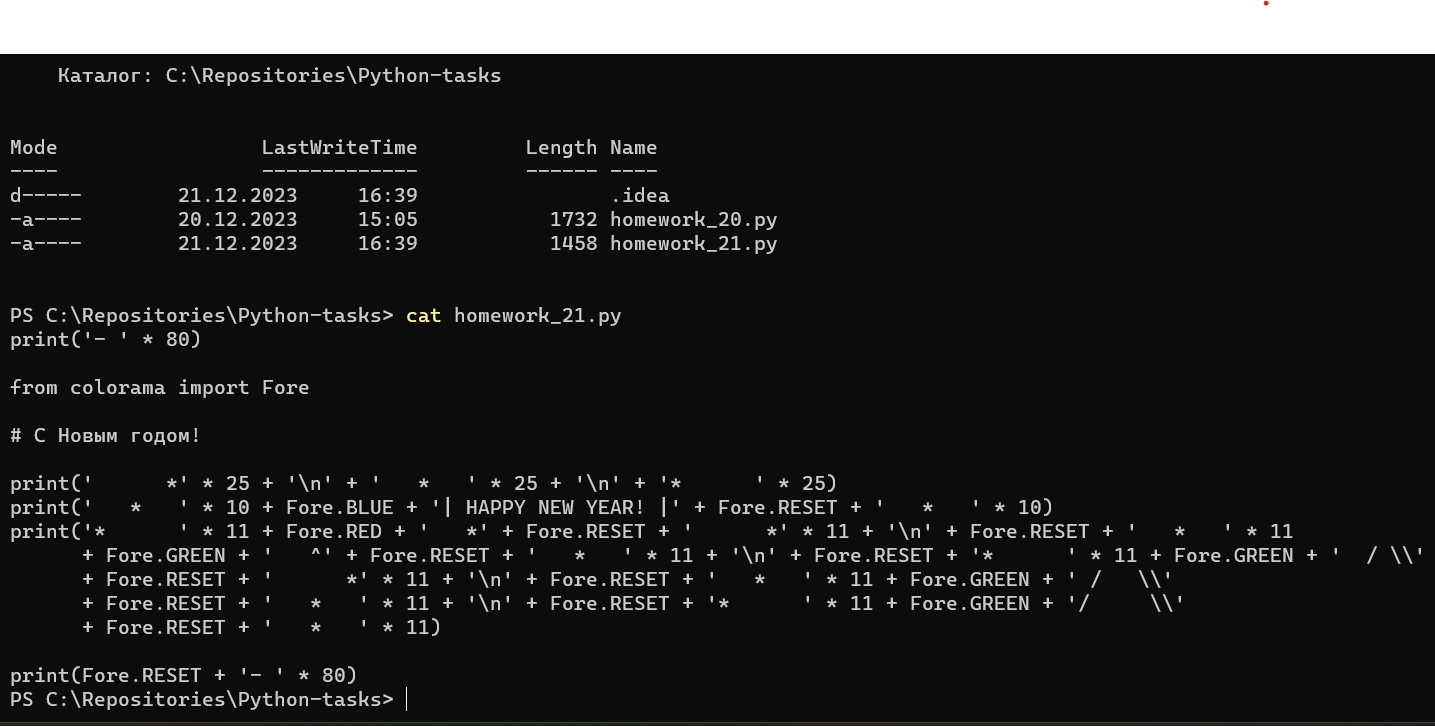 Каталог: C:\Repositories\Python-tasks
Mode                 LastWriteTime         Length Name
----                 -------------         ------ ----
d-----        21.12.2023     16:39                .idea
-a----        20.12.2023     15:05           1732 homework_20.py
-a----        21.12.2023     16:39           1458 homework_21.py
PS C:\Repositories\Python-tasks> cat homework_21.py
print('- ' * 80)
from colorama import Fore
# С Новым годом!
print('      *' * 25 + '\n' + '   *   ' * 25 + '\n' + '*      ' * 25)
print('   *   ' * 10 + Fore.BLUE + '| HAPPY NEW YEAR! |' + Fore.RESET + '   *   ' * 10)
print('*      ' * 11 + Fore.RED + '   *' + Fore.RESET + '      *' * 11 + '\n' + Fore.RESET + '   *   ' * 11
      + Fore.GREEN + '   ^' + Fore.RESET + '   *   ' * 11 + '\n' + Fore.RESET + '*      ' * 11 + Fore.GREEN + '  / \\'
      + Fore.RESET + '      *' * 11 + '\n' + Fore.RESET + '   *   ' * 11 + Fore.GREEN + ' /   \\'
      + Fore.RESET + '   *   ' * 11 + '\n' + Fore.RESET + '*      ' * 11 + Fore.GREEN + '/     \\'
      + Fore.RESET + '   *   ' * 11)
print(Fore.RESET + '- ' * 80)
PS C:\Repositories\Python-tasks>